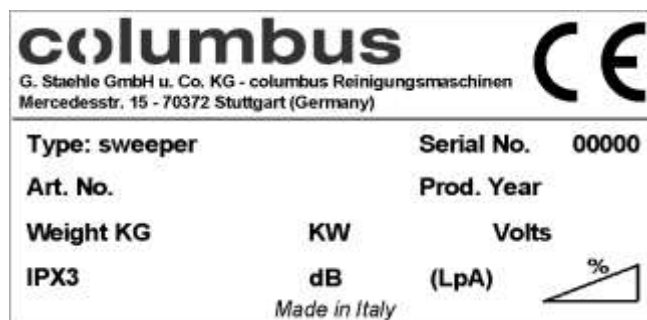 columbus
CE
G. Staehle GmbH u. Co. KG - columbus Reinigungsmaschinen
Mercedesstr. 15 - 70372 Stuttgart (Germany)
Type: sweeper Serial No. 00000
Art. No. Prod. Year
Weight KG KW Volts
IPX3 dB (LpA) %
Made in Italy